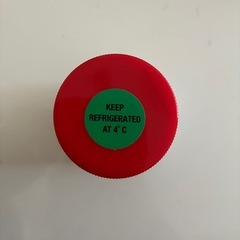 KEEP
REFRIGERATED
AT 4° C